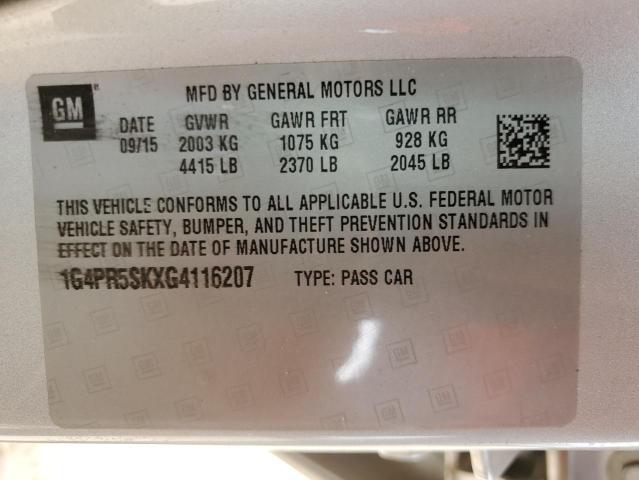 GM
MFD BY GENERAL MOTORS LLC
DATE GVWR GAWR FRT GAWR RR
09/15 2003 KG 1075 KG 928 KG
4415 LB 2370 LB 2045 LB
THIS VEHICLE CONFORMS TO ALL APPLICABLE U.S. FEDERAL MOTOR
VEHICLE SAFETY, BUMPER, AND THEFT PREVENTION STANDARDS IN
EFFECT ON THE DATE OF MANUFACTURE SHOWN ABOVE.
1G4PR5SKXG4116207 TYPE: PASS CAR